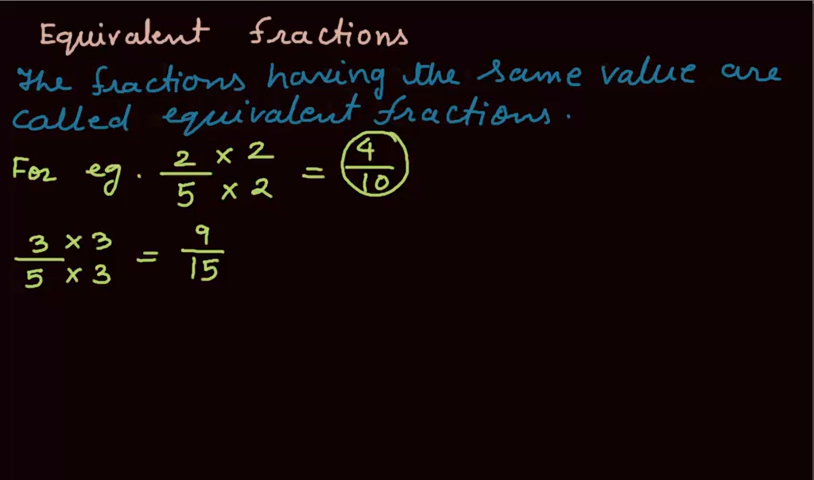 Equivalent fractions
The fractions having the same value are
called equivalent fractions.
For eg. 2/5 × 2/2 = 4/10
3/5 × 3/3 = 9/15